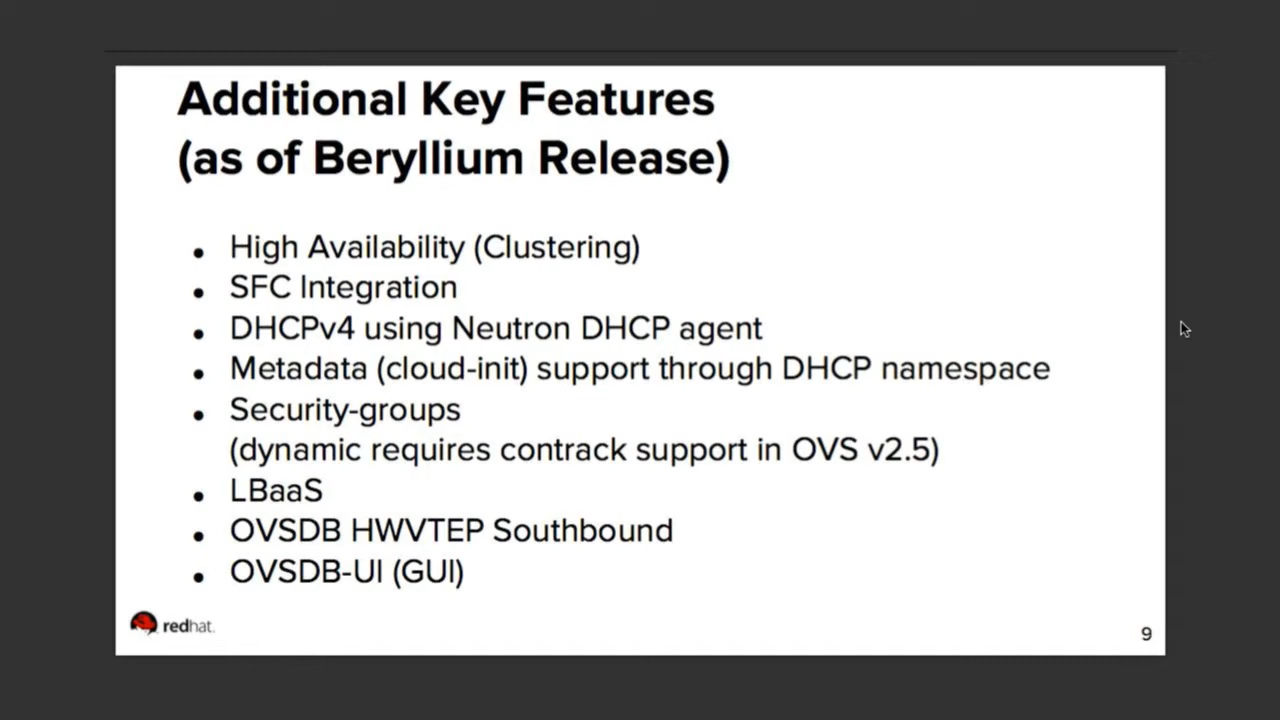 Additional Key Features
(as of Beryllium Release)
• High Availability (Clustering)
• SFC Integration
• DHCPv4 using Neutron DHCP agent
• Metadata (cloud-init) support through DHCP namespace
• Security-groups
(dynamic requires contrack support in OVS v2.5)
• LBaaS
• OVSDB HWVTEP Southbound
• OVSDB-UI (GUI)
redhat.
9